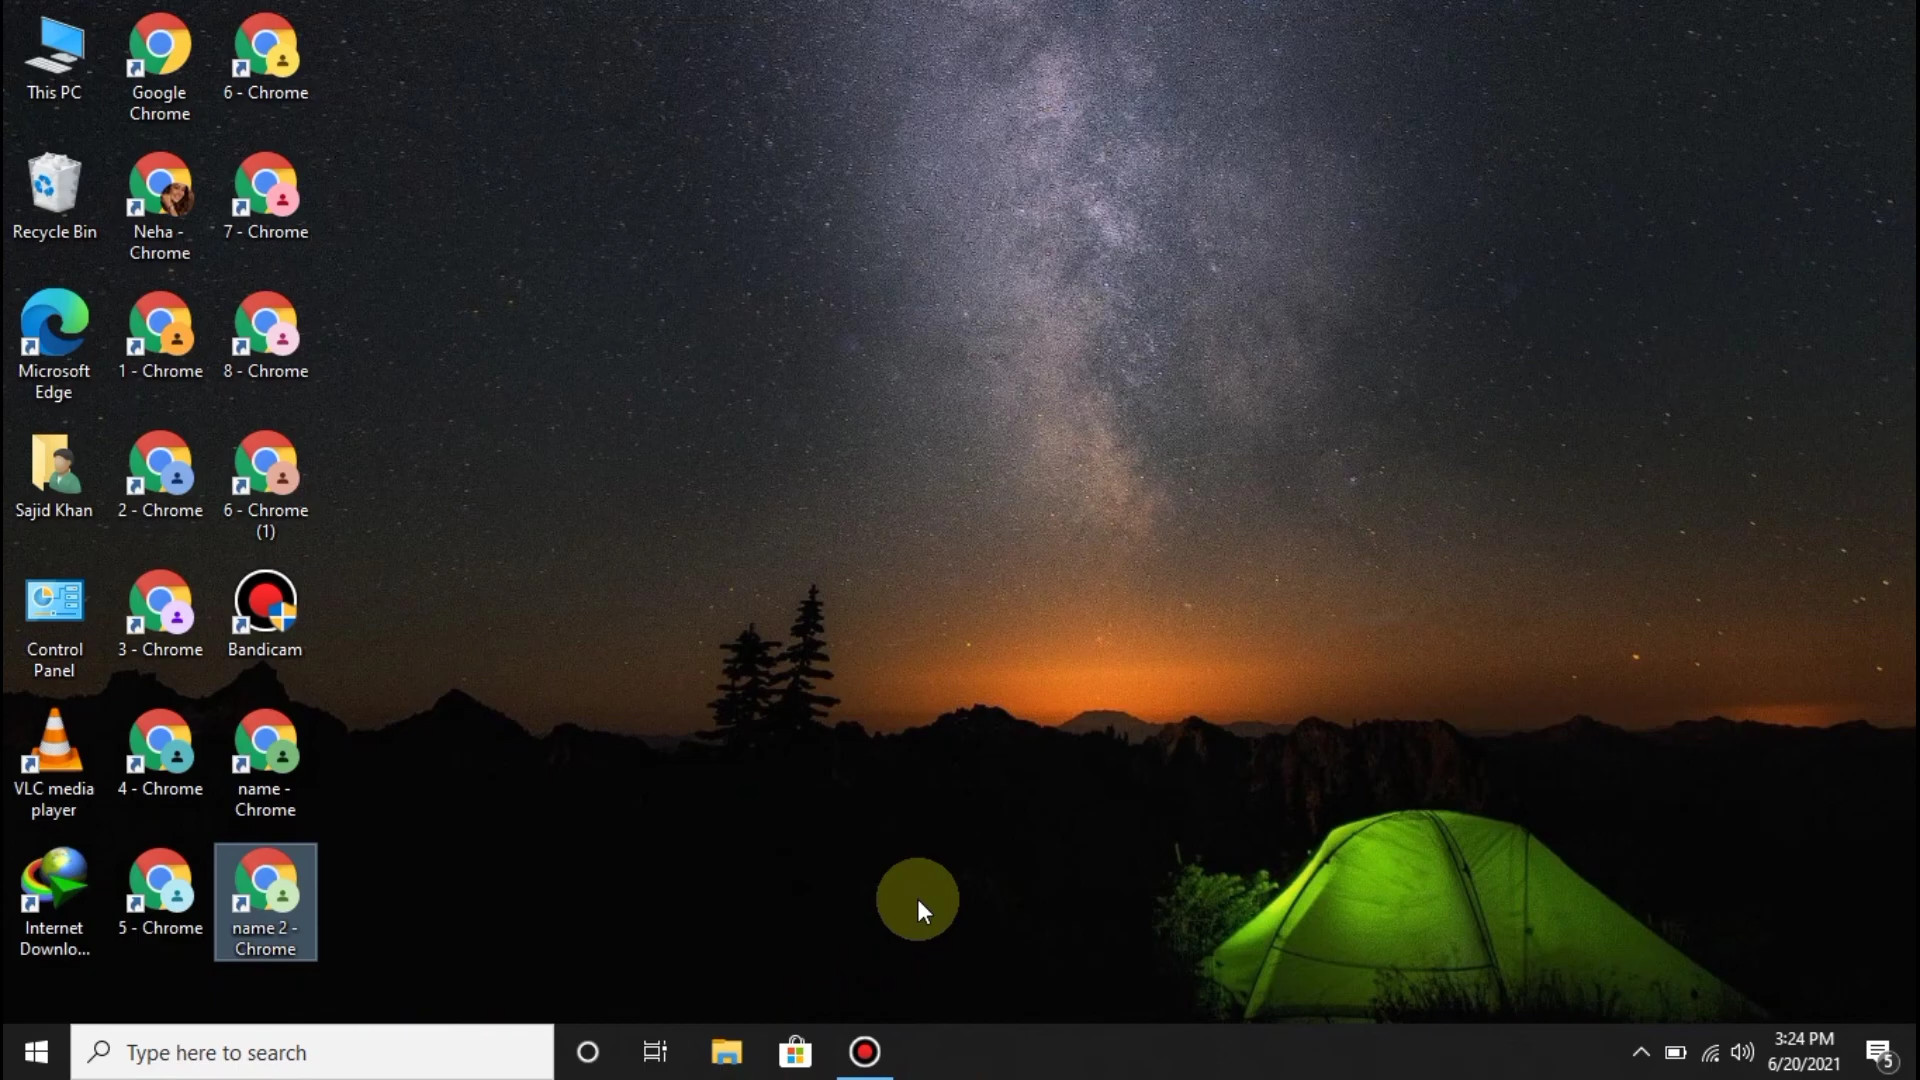 This PC
Google
Chrome
6 - Chrome
Recycle Bin
Neha -
Chrome
7 - Chrome
Microsoft
Edge
1 - Chrome
8 - Chrome
Sajid Khan
2 - Chrome
6 - Chrome
(1)
Control
Panel
3 - Chrome
Bandicam
VLC media
player
4 - Chrome
name -
Chrome
Internet
Downlo...
5 - Chrome
name 2 -
Chrome
Type here to search
3:24 PM
6/20/2021
5